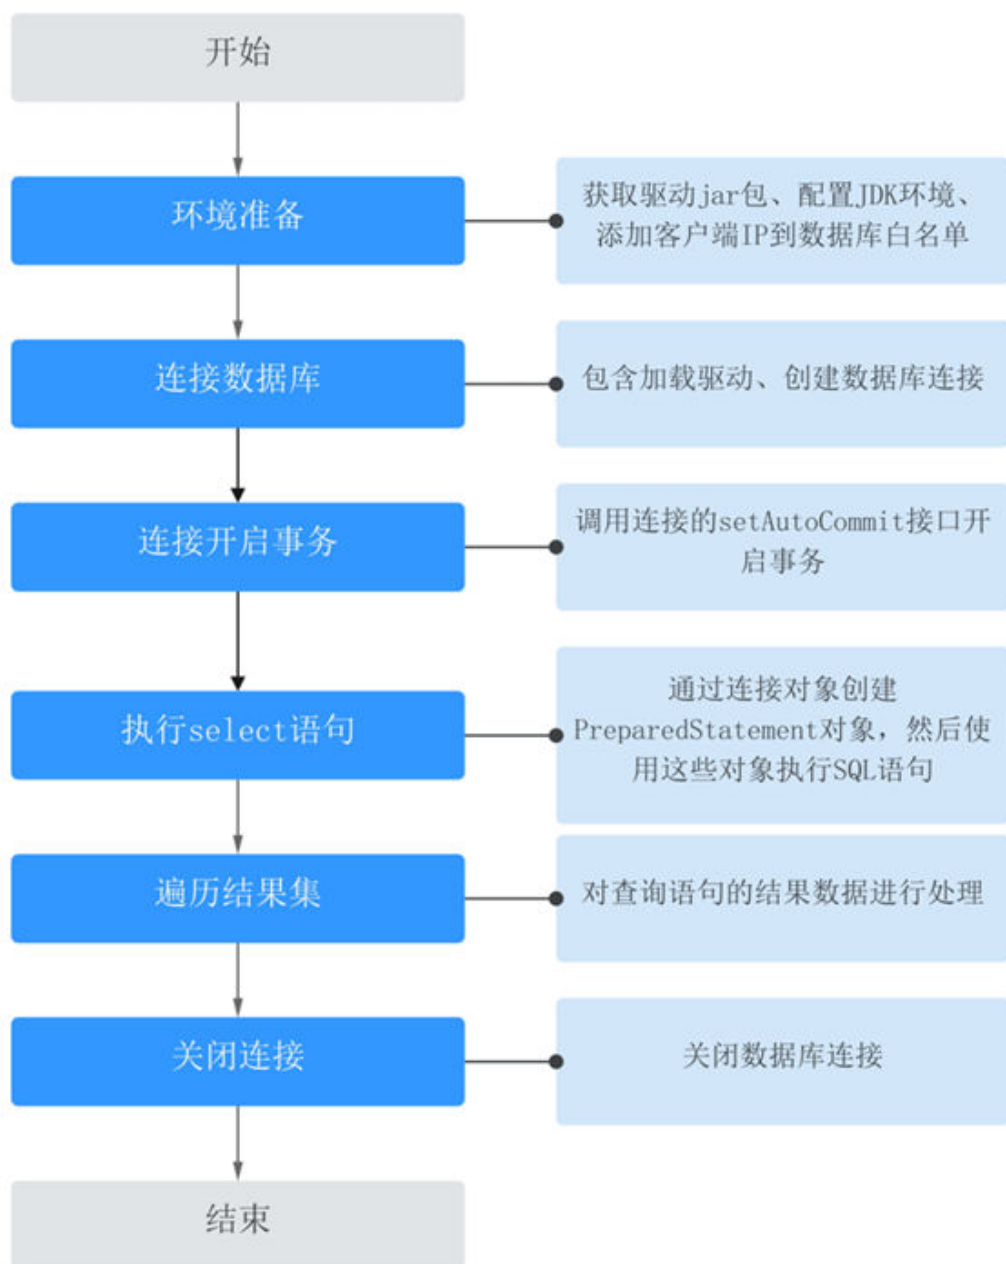 开始
环境准备
获取驱动jar包、配置JDK环境、
添加客户端IP到数据库白名单
连接数据库
包含加载驱动、创建数据库连接
连接开启事务
调用连接的setAutoCommit接口开
启事务
执行select语句
通过连接对象创建
PreparedStatement对象，然后使
用这些对象执行SQL语句
遍历结果集
对查询语句的结果数据进行处理
关闭连接
关闭数据库连接
结束